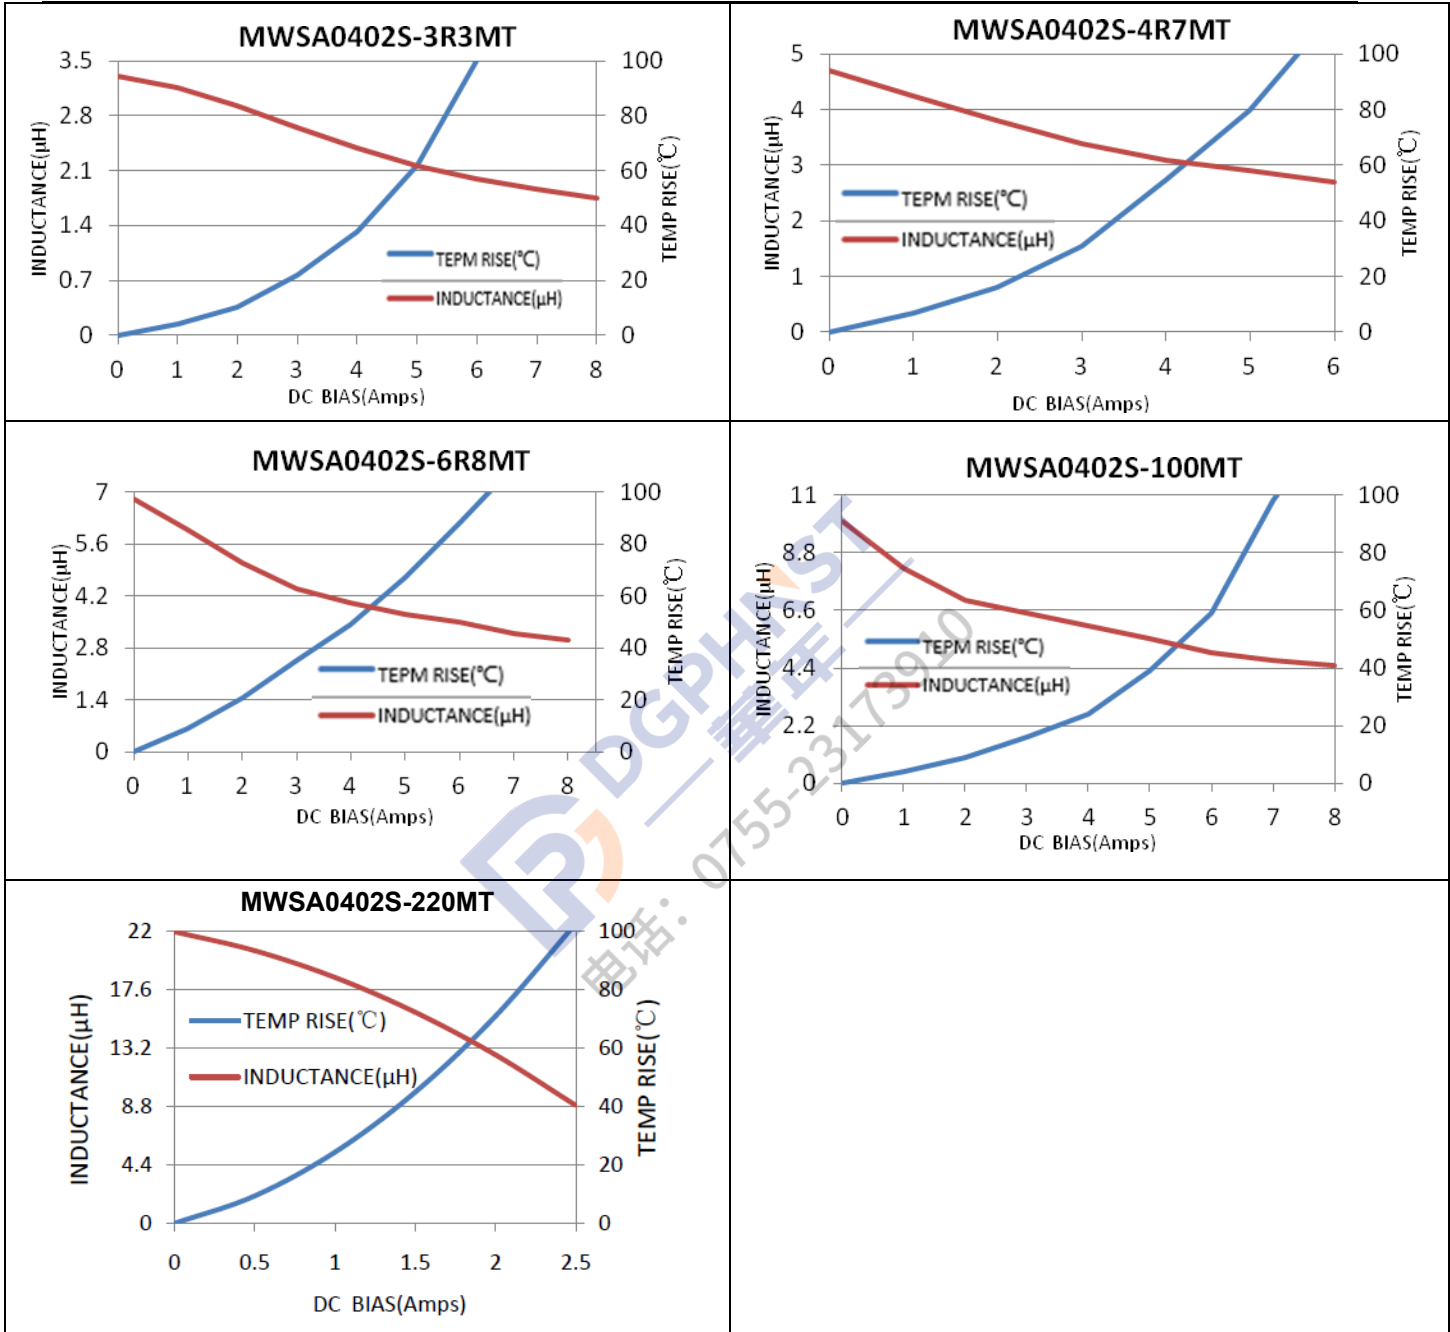 MWSA0402S-3R3MT
3.5
2.8
2.1
1.4
0.7
0
INDUCTANCE(μH)
100
80
60
40
20
0
TEMP RISE(℃)
TEPM RISE(℃)
INDUCTANCE(μH)
0 1 2 3 4 5 6 7 8
DC BIAS(Amps)
MWSA0402S-4R7MT
5
4
3
2
1
0
INDUCTANCE(μH)
100
80
60
40
20
0
TEMP RISE(℃)
TEPM RISE(℃)
INDUCTANCE(μH)
0 1 2 3 4 5 6
DC BIAS(Amps)
MWSA0402S-6R8MT
7
5.6
4.2
2.8
1.4
0
INDUCTANCE(μH)
100
80
60
40
20
0
TEMP RISE(℃)
TEPM RISE(℃)
INDUCTANCE(μH)
0 1 2 3 4 5 6 7 8
DC BIAS(Amps)
MWSA0402S-100MT
11
8.8
6.6
4.4
2.2
0
INDUCTANCE(μH)
100
80
60
40
20
0
TEMP RISE(℃)
TEPM RISE(℃)
INDUCTANCE(μH)
0 1 2 3 4 5 6 7 8
DC BIAS(Amps)
MWSA0402S-220MT
22
17.6
13.2
8.8
4.4
0
INDUCTANCE(μH)
100
80
60
40
20
0
TEMP RISE(℃)
TEMP RISE(℃)
INDUCTANCE(μH)
0 0.5 1 1.5 2 2.5
DC BIAS(Amps)
DGPHNST
電话：0755-23173910